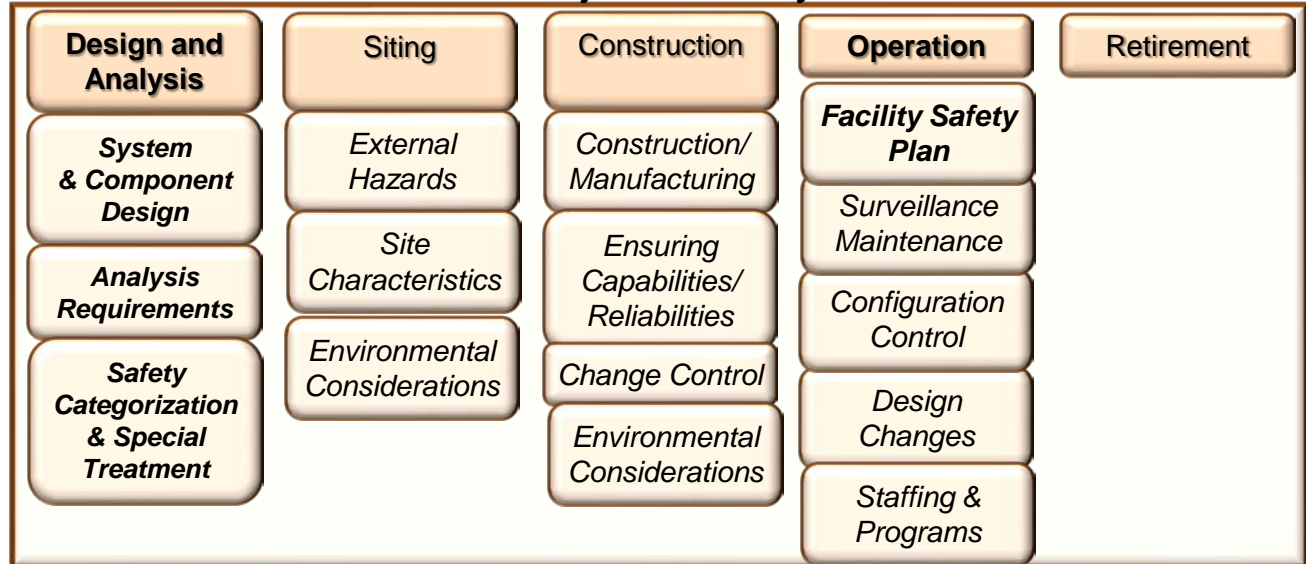 Design and
Analysis
System
& Component
Design
Analysis
Requirements
Safety
Categorization
& Special
Treatment
Siting
External
Hazards
Site
Characteristics
Environmental
Considerations
Construction
Construction/
Manufacturing
Ensuring
Capabilities/
Reliabilities
Change Control
Environmental
Considerations
Operation
Facility Safety
Plan
Surveillance
Maintenance
Configuration
Control
Design
Changes
Staffing &
Programs
Retirement